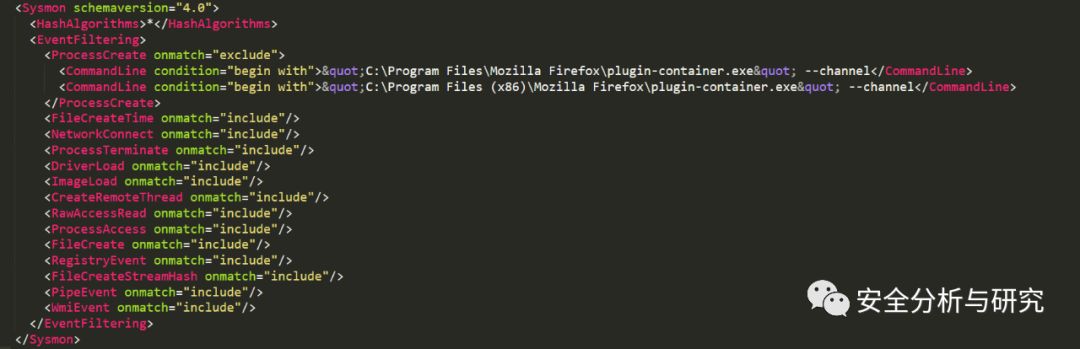 <Sysmon schemaversion="4.0">
<HashAlgorithms>*</HashAlgorithms>
<EventFiltering>
<ProcessCreate onmatch="exclude">
<CommandLine condition="begin with">&quot;C:\Program Files\Mozilla Firefox\plugin-container.exe&quot; --channel</CommandLine>
<CommandLine condition="begin with">&quot;C:\Program Files (x86)\Mozilla Firefox\plugin-container.exe&quot; --channel</CommandLine>
</ProcessCreate>
<FileCreateTime onmatch="include"/>
<NetworkConnect onmatch="include"/>
<ProcessTerminate onmatch="include"/>
<DriverLoad onmatch="include"/>
<ImageLoad onmatch="include"/>
<CreateRemoteThread onmatch="include"/>
<RawAccessRead onmatch="include"/>
<ProcessAccess onmatch="include"/>
<FileCreate onmatch="include"/>
<RegistryEvent onmatch="include"/>
<FileCreateStreamHash onmatch="include"/>
<PipeEvent onmatch="include"/>
<WmiEvent onmatch="include"/>
</EventFiltering>
</Sysmon>
安全分析与研究